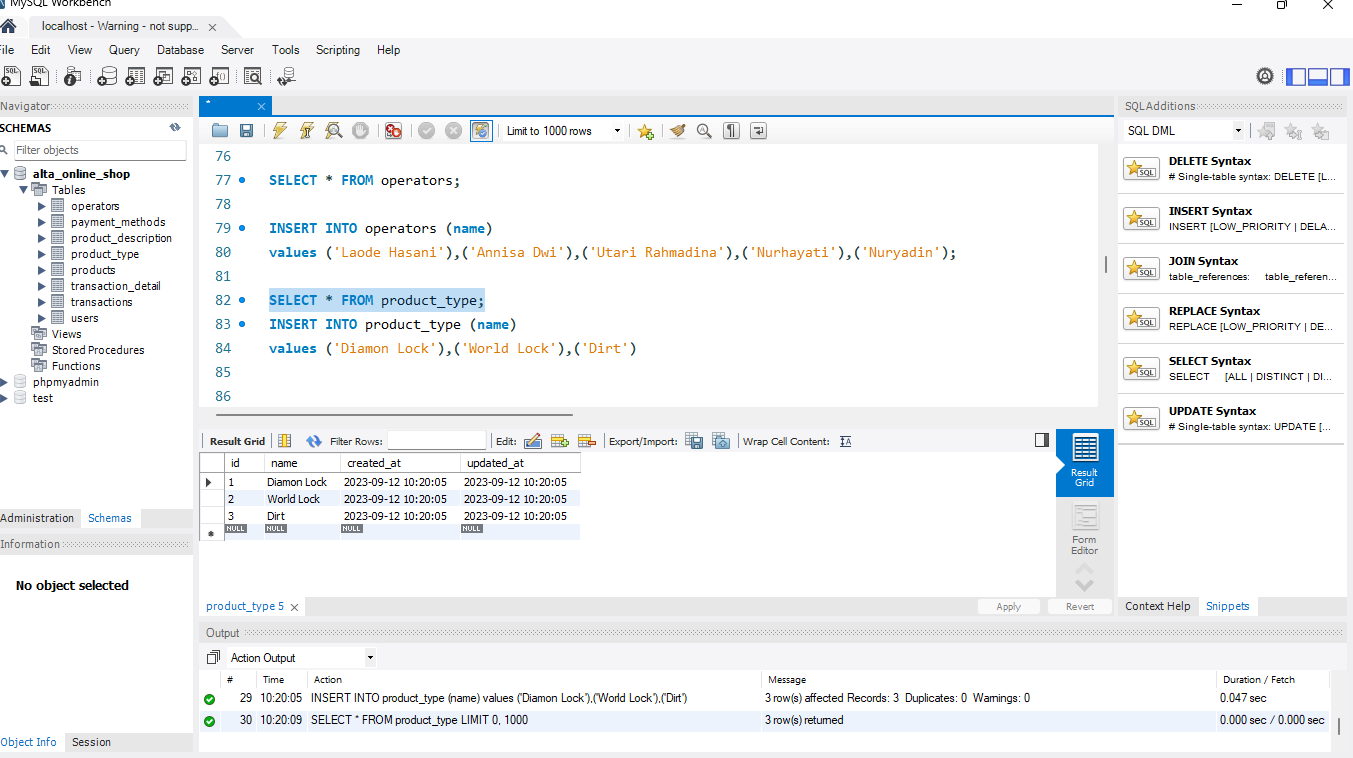 MySQL Workbench
localhost - Warning - not supp...
File Edit View Query Database Server Tools Scripting Help
Navigator
SCHEMAS
Filter objects
alta_online_shop
Tables
operators
payment_methods
product_description
product_type
products
transaction_detail
transactions
users
Views
Stored Procedures
Functions
phpmyadmin
test
Administration Schemas
Information
No object selected
Object Info Session
*
Limit to 1000 rows
76
77 SELECT * FROM operators;
78
79 INSERT INTO operators (name)
80 values ('Laode Hasani'),('Annisa Dwi'),('Utari Rahmadina'),('Nurhayati'),('Nuryadin');
81
82 SELECT * FROM product_type;
83 INSERT INTO product_type (name)
84 values ('Diamon Lock'),('World Lock'),('Dirt')
85
86
Result Grid Filter Rows: Edit: Export/Import: Wrap Cell Content: IA
id name created_at updated_at
1 Diamon Lock 2023-09-12 10:20:05 2023-09-12 10:20:05
2 World Lock 2023-09-12 10:20:05 2023-09-12 10:20:05
3 Dirt 2023-09-12 10:20:05 2023-09-12 10:20:05
NULL NULL NULL NULL
Result
Grid
Form
Editor
product_type 5 Apply Revert
SQLAdditions
SQL DML
DELETE Syntax
# Single-table syntax: DELETE [L...
INSERT Syntax
INSERT [LOW_PRIORITY | DELA...
JOIN Syntax
table_references: table_referen...
REPLACE Syntax
REPLACE [LOW_PRIORITY | DE...
SELECT Syntax
SELECT [ALL | DISTINCT | DI...
UPDATE Syntax
# Single-table syntax: UPDATE [...
Context Help Snippets
Output
Action Output
# Time Action Message Duration / Fetch
29 10:20:05 INSERT INTO product_type (name) values ('Diamon Lock'),('World Lock'),('Dirt') 3 row(s) affected Records: 3 Duplicates: 0 Warnings: 0 0.047 sec
30 10:20:09 SELECT * FROM product_type LIMIT 0, 1000 3 row(s) returned 0.000 sec / 0.000 sec